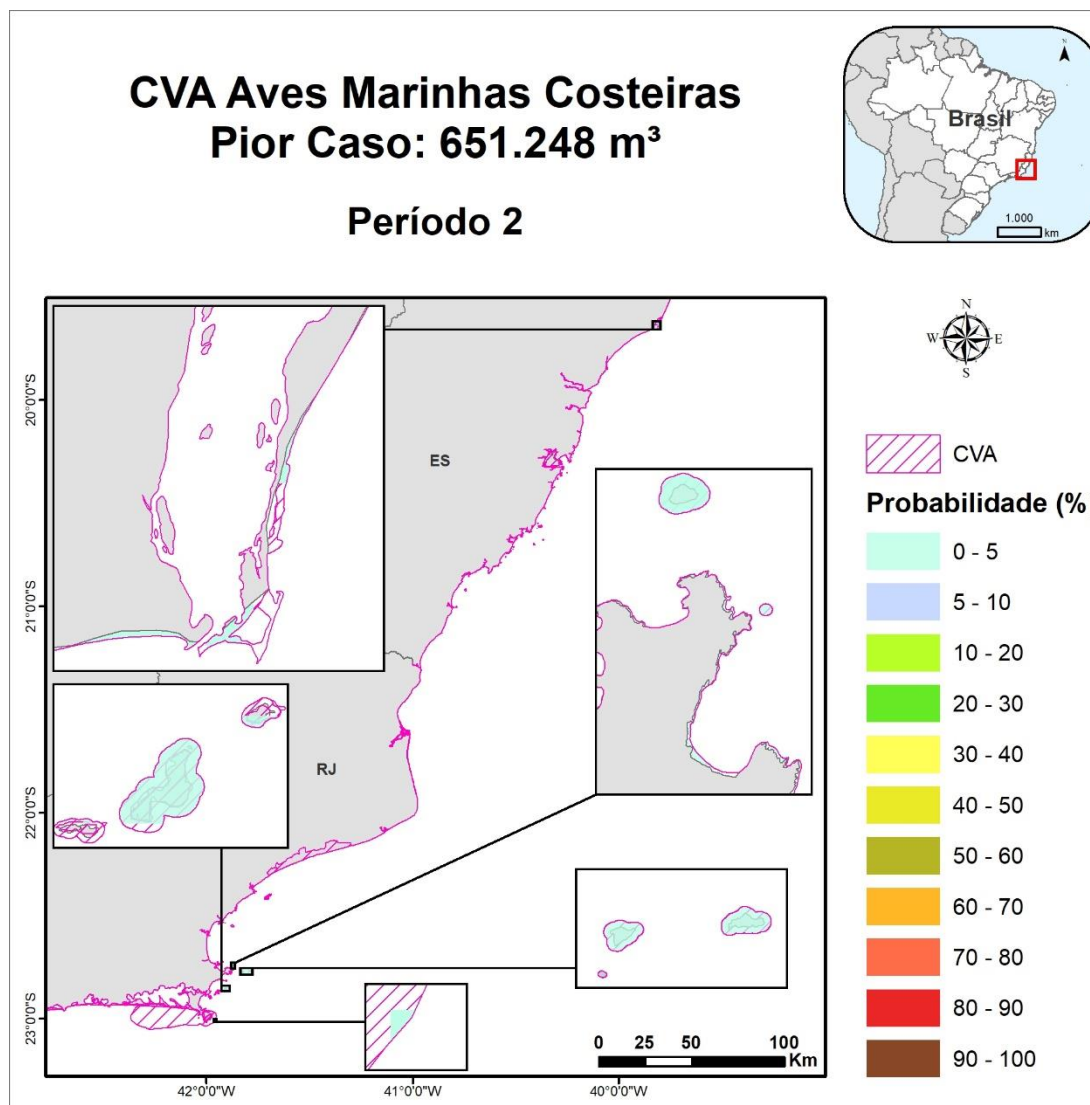 CVA Aves Marinhas Costeiras
Pior Caso: 651.248 m³
Período 2
N
Brasil
1.000
km
N
W E
S
20°0'0"S
21°0'0"S
22°0'0"S
23°0'0"S
ES
RJ
42°0'0"W 41°0'0"W 40°0'0"W
0 25 50 100
Km
CVA
Probabilidade (%
0 - 5
5 - 10
10 - 20
20 - 30
30 - 40
40 - 50
50 - 60
60 - 70
70 - 80
80 - 90
90 - 100